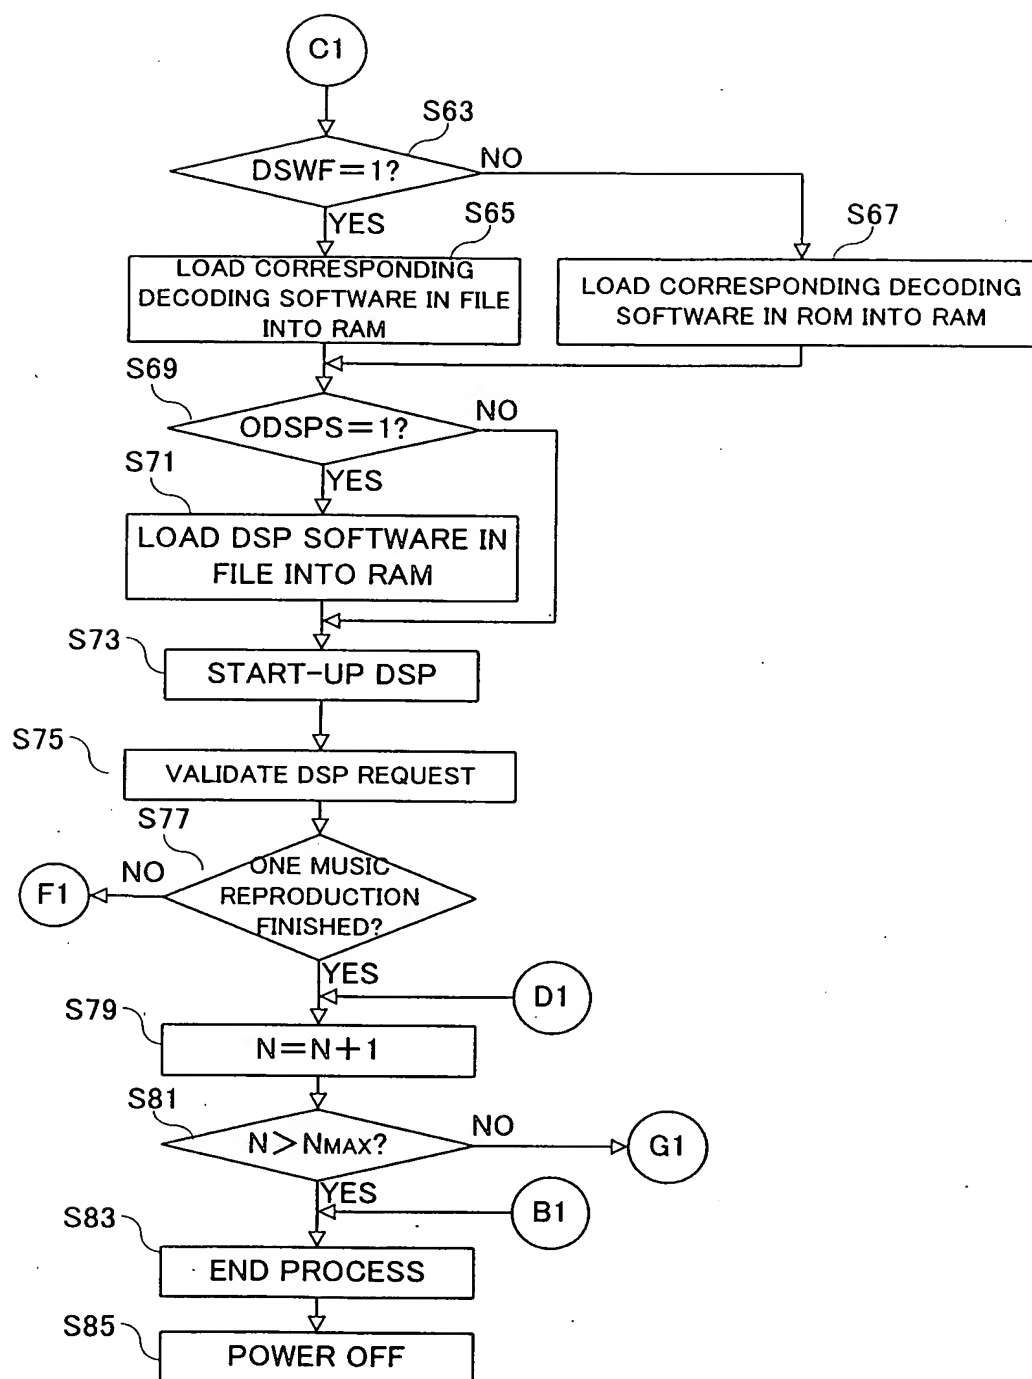 C1
S63
DSWF=1?
NO
YES
S65
S67
LOAD CORRESPONDING
DECODING SOFTWARE IN FILE
INTO RAM
LOAD CORRESPONDING DECODING
SOFTWARE IN ROM INTO RAM
S69
ODSPS=1?
NO
YES
S71
LOAD DSP SOFTWARE IN
FILE INTO RAM
S73
START-UP DSP
S75
VALIDATE DSP REQUEST
S77
ONE MUSIC
REPRODUCTION
FINISHED?
NO
F1
YES
D1
S79
N=N+1
S81
N>NMAX?
NO
G1
YES
B1
S83
END PROCESS
S85
POWER OFF